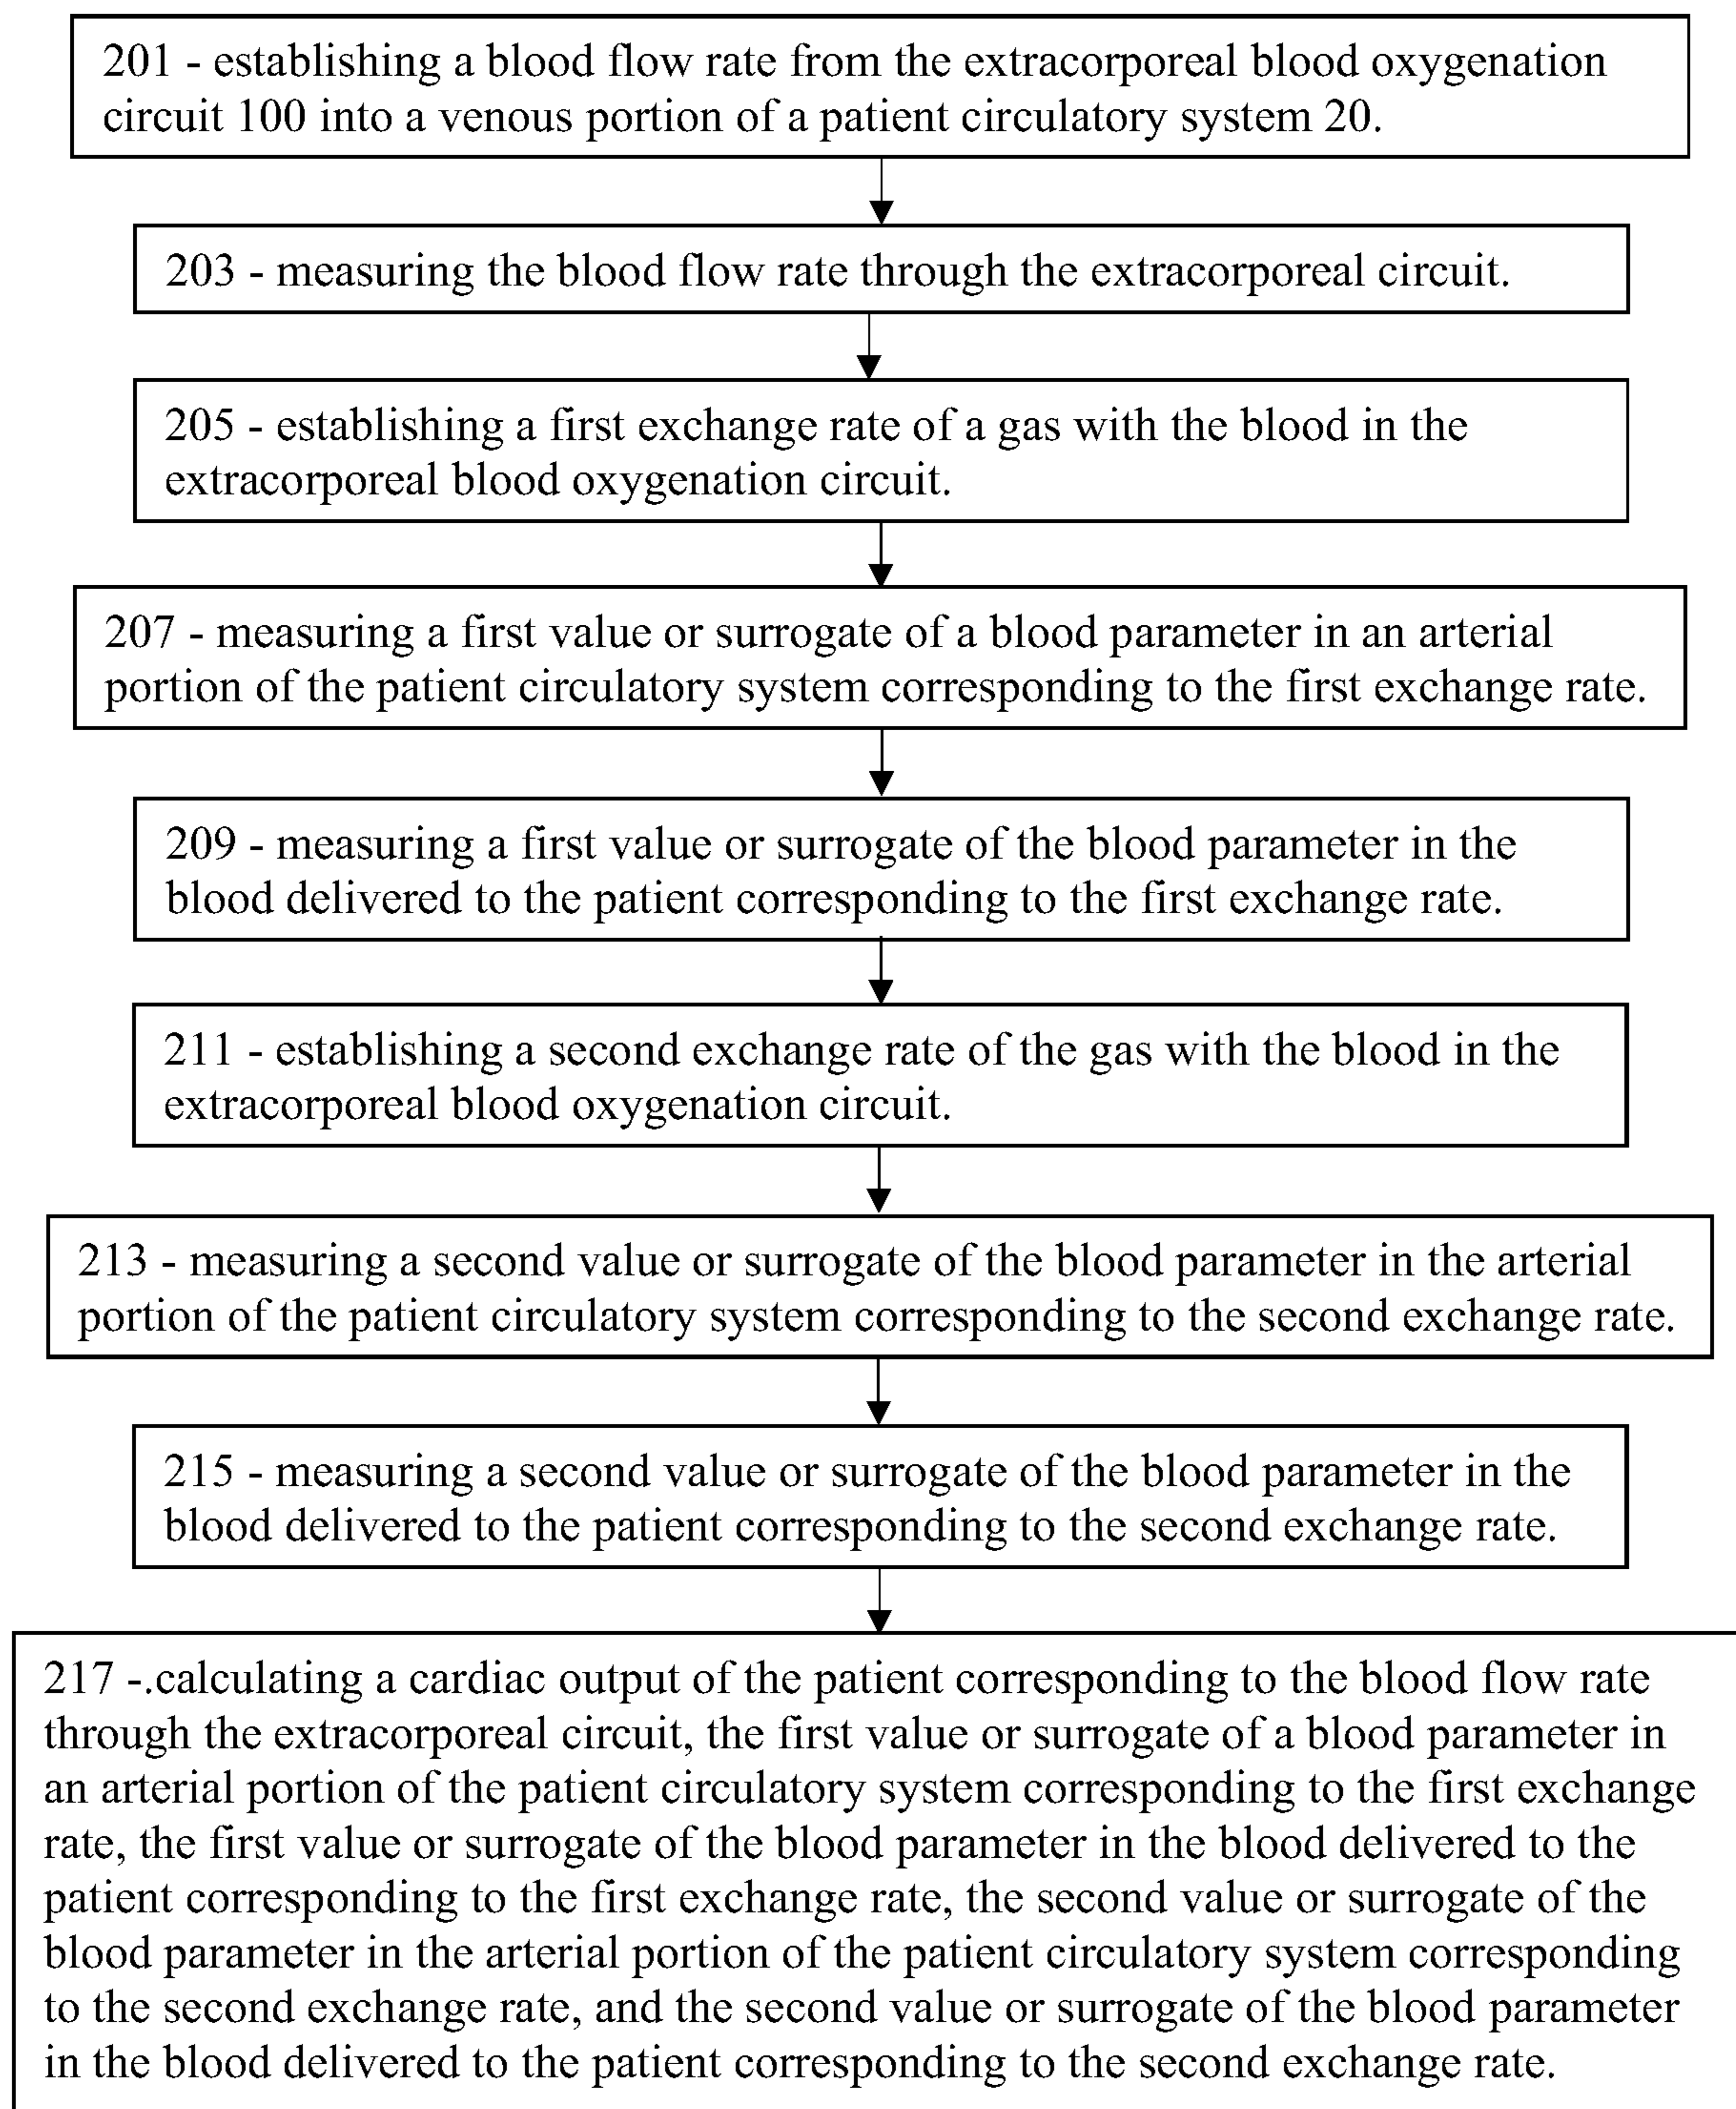 201 - establishing a blood flow rate from the extracorporeal blood oxygenation
circuit 100 into a venous portion of a patient circulatory system 20.
203 - measuring the blood flow rate through the extracorporeal circuit.
205 - establishing a first exchange rate of a gas with the blood in the
extracorporeal blood oxygenation circuit.
207 - measuring a first value or surrogate of a blood parameter in an arterial
portion of the patient circulatory system corresponding to the first exchange rate.
209 - measuring a first value or surrogate of the blood parameter in the
blood delivered to the patient corresponding to the first exchange rate.
211 - establishing a second exchange rate of the gas with the blood in the
extracorporeal blood oxygenation circuit.
213 - measuring a second value or surrogate of the blood parameter in the arterial
portion of the patient circulatory system corresponding to the second exchange rate.
215 - measuring a second value or surrogate of the blood parameter in the
blood delivered to the patient corresponding to the second exchange rate.
217 -.calculating a cardiac output of the patient corresponding to the blood flow rate
through the extracorporeal circuit, the first value or surrogate of a blood parameter in
an arterial portion of the patient circulatory system corresponding to the first exchange
rate, the first value or surrogate of the blood parameter in the blood delivered to the
patient corresponding to the first exchange rate, the second value or surrogate of the
blood parameter in the arterial portion of the patient circulatory system corresponding
to the second exchange rate, and the second value or surrogate of the blood parameter
in the blood delivered to the patient corresponding to the second exchange rate.